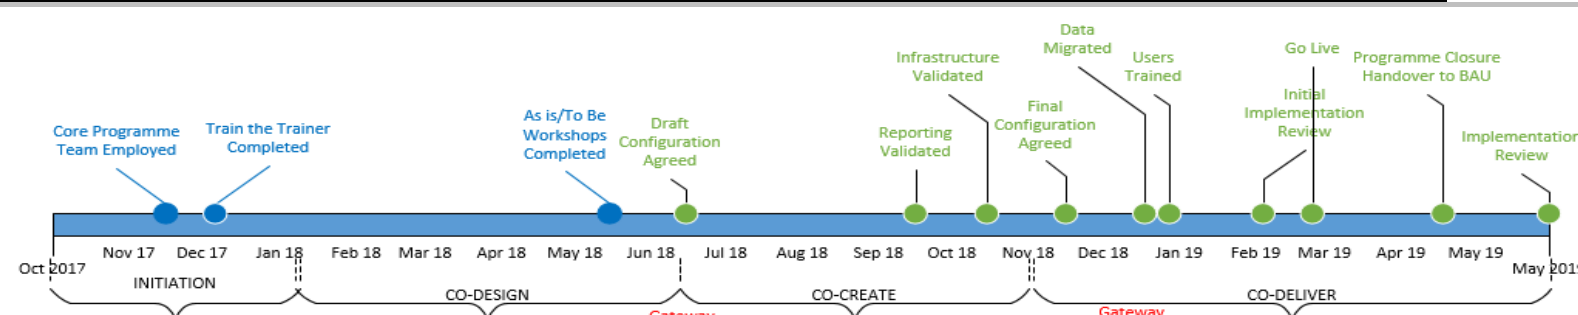 Data
Migrated
Infrastructure
Validated
Users
Trained
Go Live
Programme Closure
Handover to BAU
Initial
Implementation
Review
Core Programme
Team Employed
Train the Trainer
Completed
As is/To Be
Workshops
Completed
Draft
Configuration
Agreed
Reporting
Validated
Final
Configuration
Agreed
Implementation
Review
Oct 2017
Nov 17 Dec 17 Jan 18 Feb 18 Mar 18 Apr 18 May 18 Jun 18 Jul 18 Aug 18 Sep 18 Oct 18 Nov 18 Dec 18 Jan 19 Feb 19 Mar 19 Apr 19 May 19
May 201
INITIATION CO-DESIGN CO-CREATE CO-DELIVER
Gateway Gateway